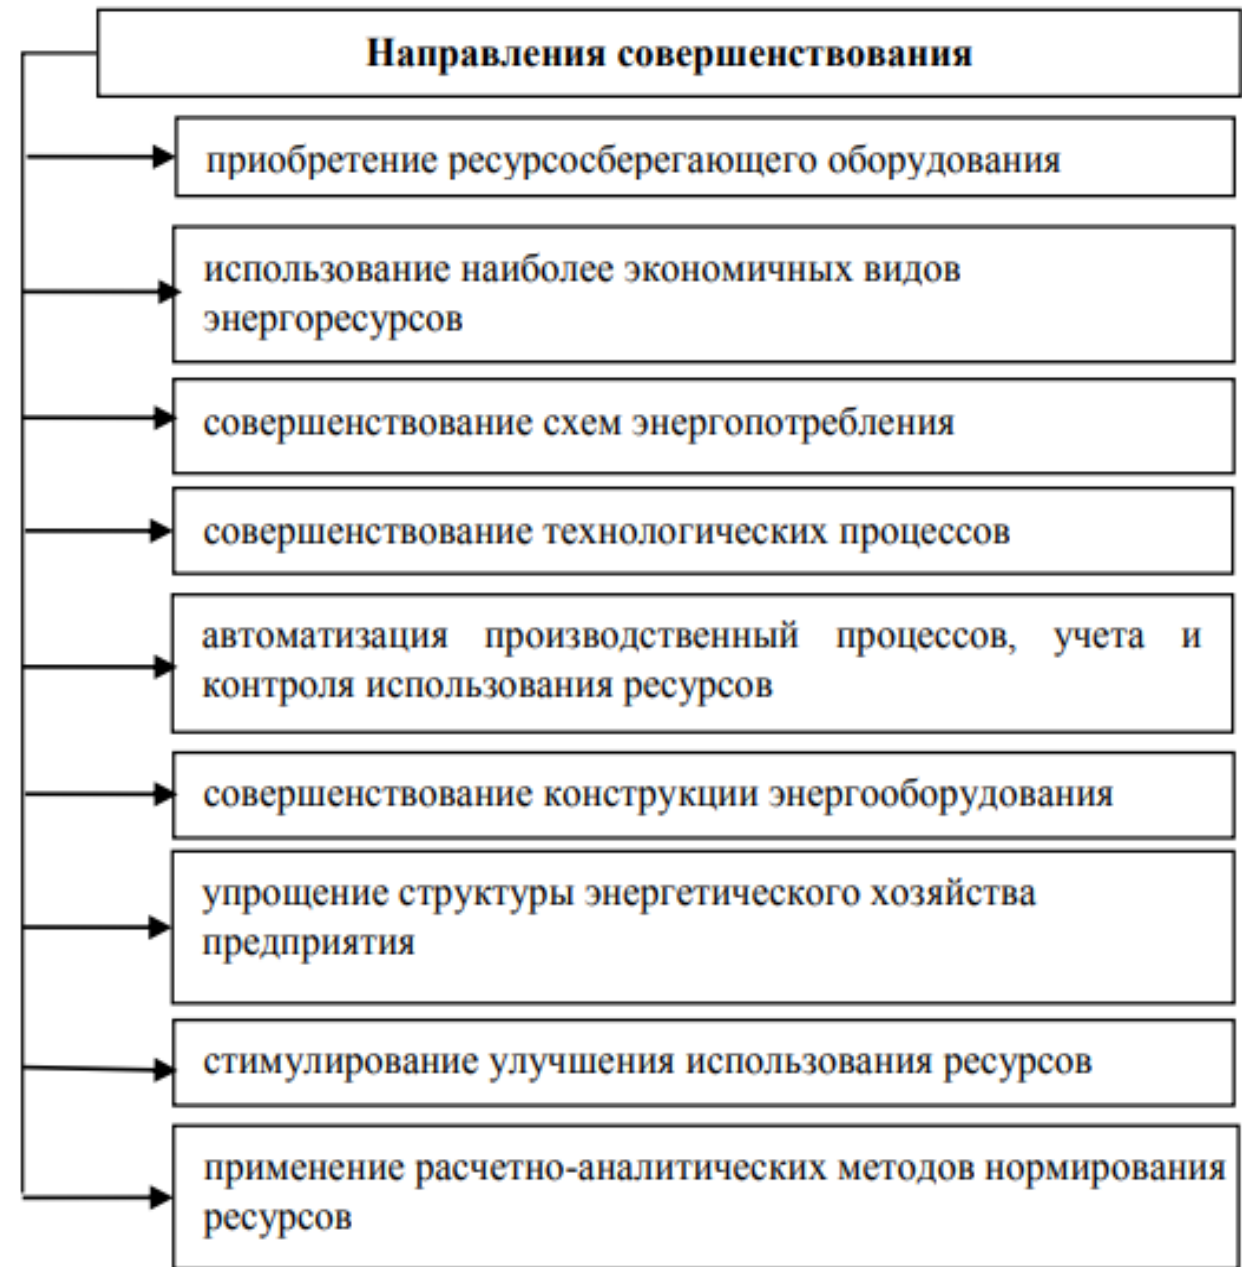 Направления совершенствования
приобретение ресурсосберегающего оборудования
использование наиболее экономичных видов
энергоресурсов
совершенствование схем энергопотребления
совершенствование технологических процессов
автоматизация производственный процессов, учета и
контроля использования ресурсов
совершенствование конструкции энергооборудования
упрощение структуры энергетического хозяйства
предприятия
стимулирование улучшения использования ресурсов
применение расчетно-аналитических методов нормирования
ресурсов